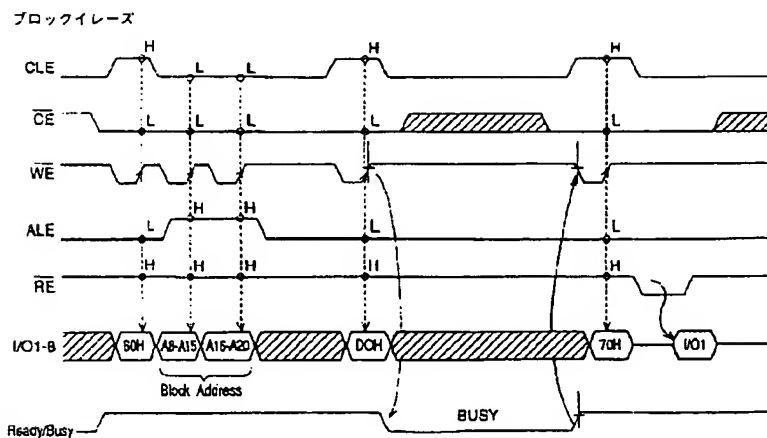 ブロックイレーズ
CLE H L L H H
CE L L L L L
WE
ALE L H H L L
RE H H H H H
I/O1-8 60H A8-A15 A16-A20 D0H 70H I/O1
Block Address
Ready/Busy BUSY